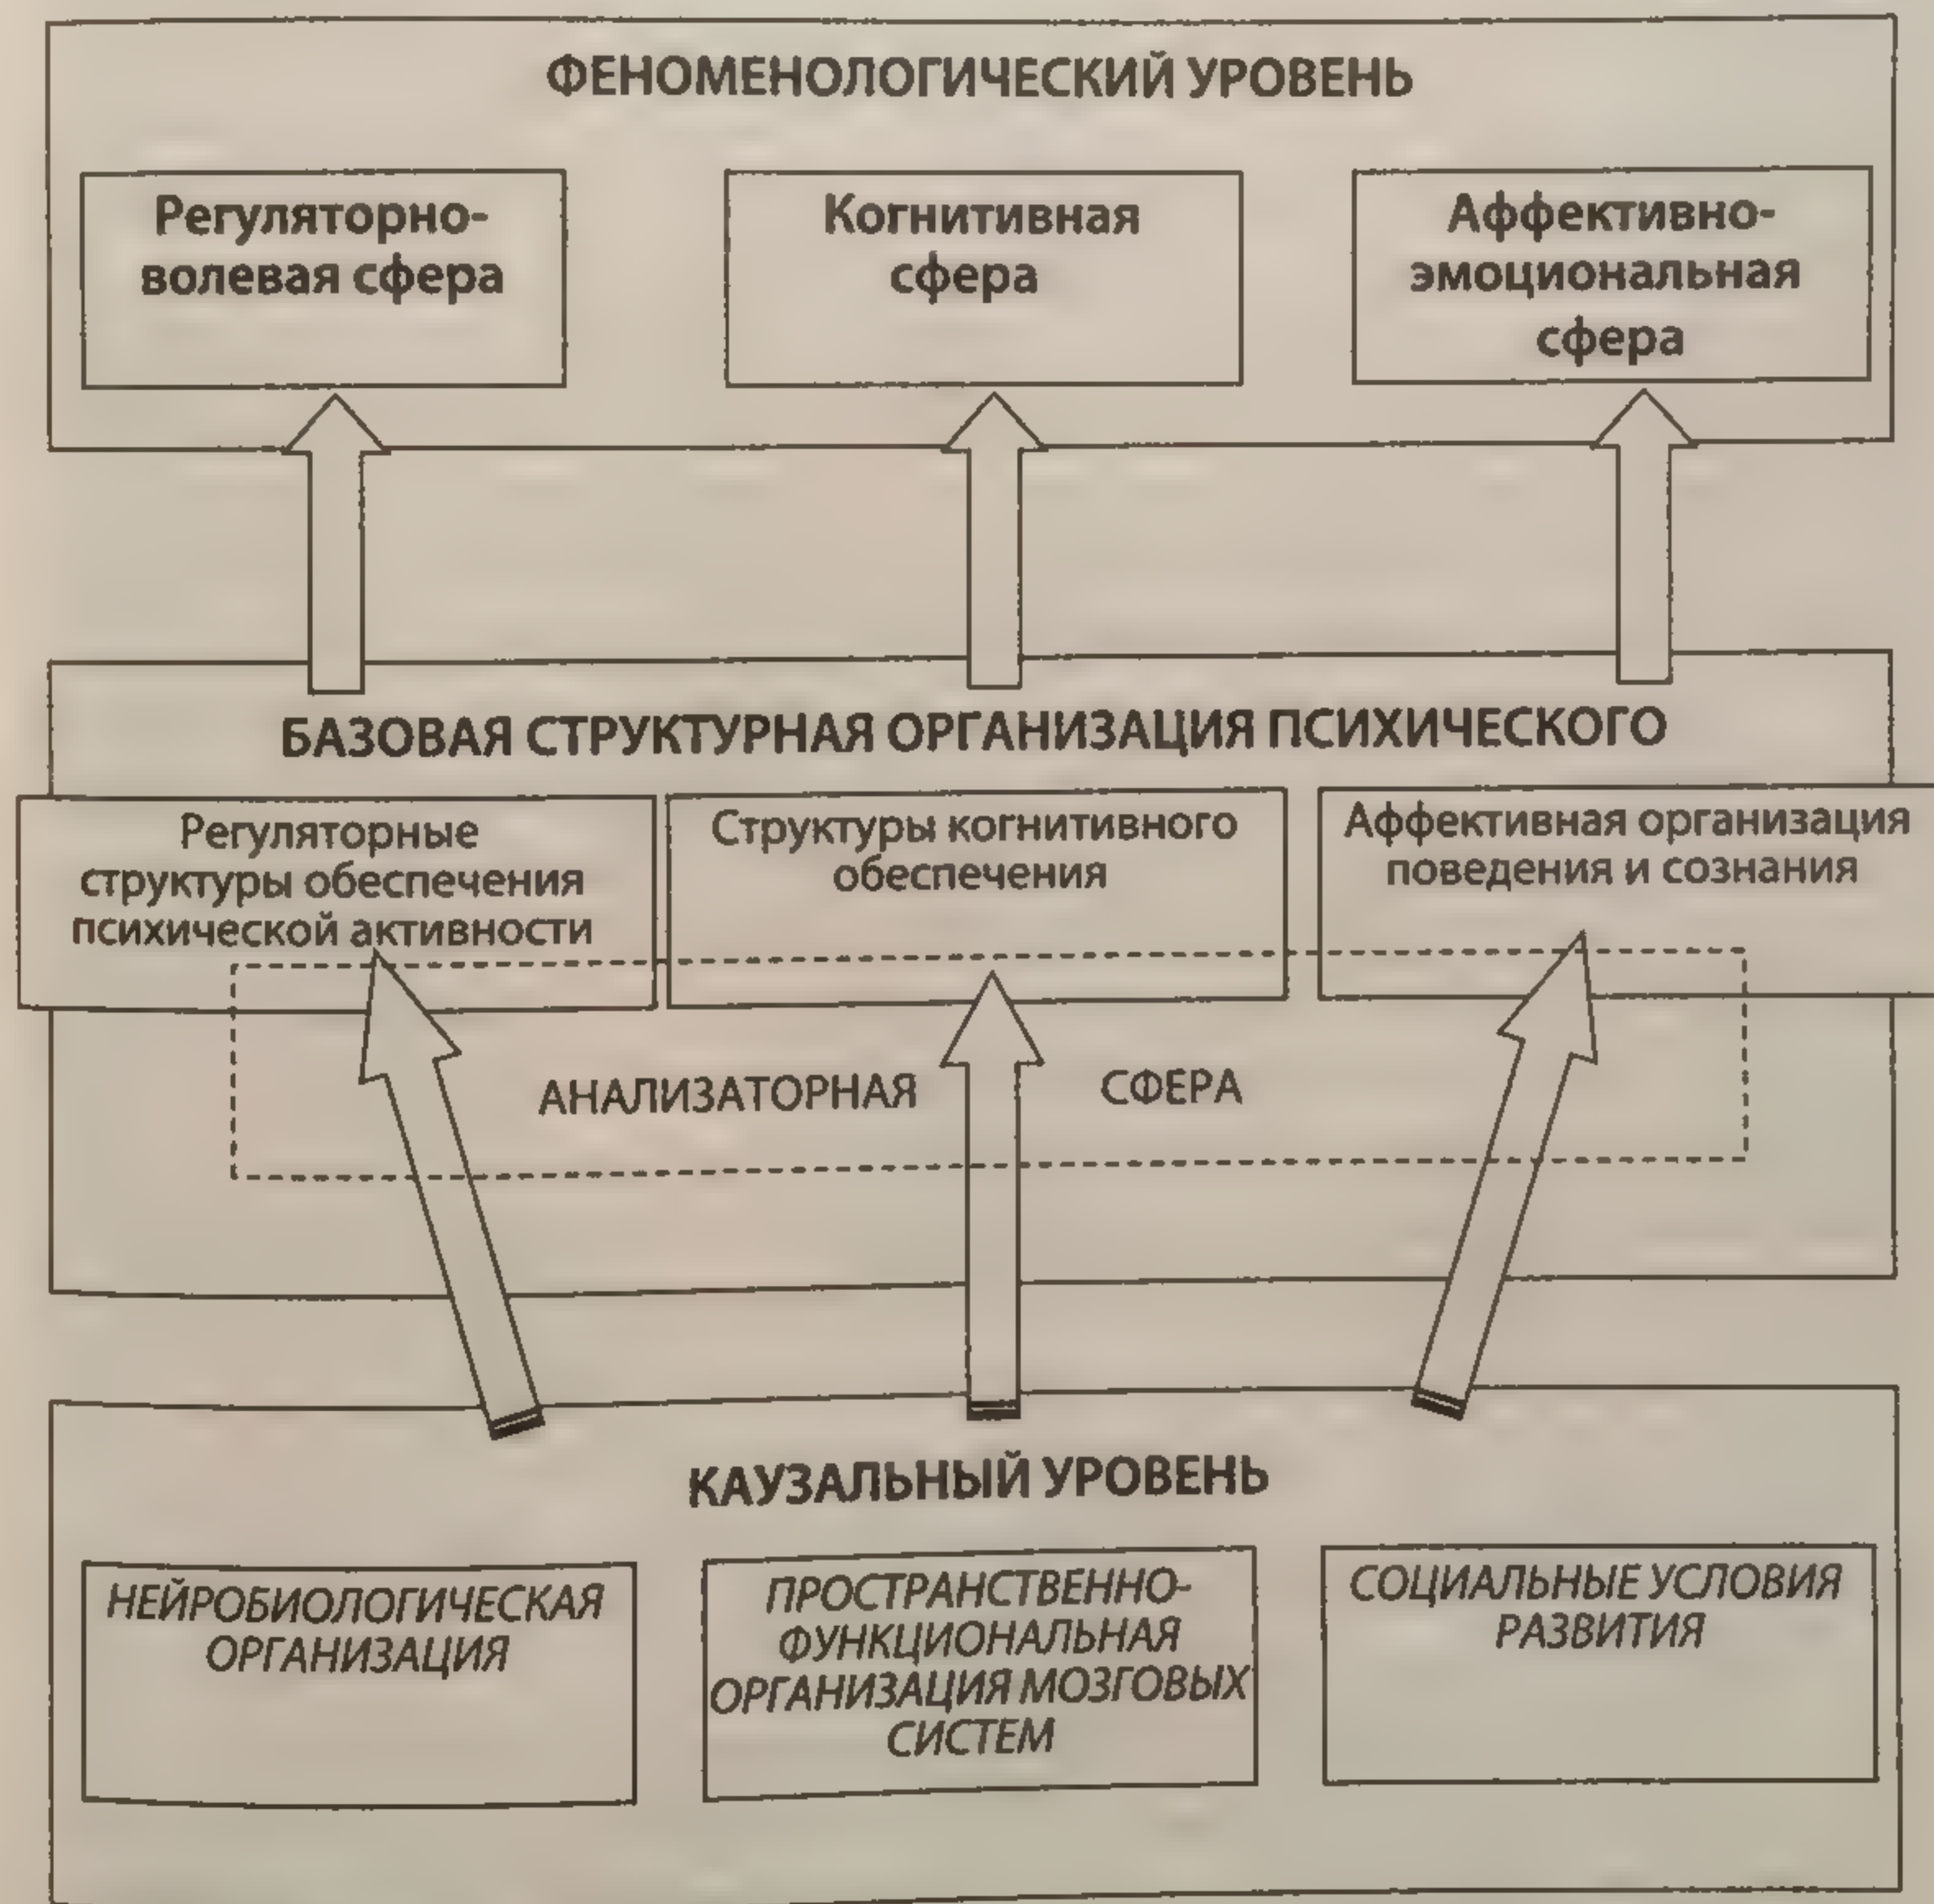 ФЕНОМЕНОЛОГИЧЕСКИЙ УРОВЕНЬ
Регуляторно-
волевая сфера
Когнитивная
сфера
Аффективно-
эмоциональная
сфера
БАЗОВАЯ СТРУКТУРНАЯ ОРГАНИЗАЦИЯ ПСИХИЧЕСКОГО
Регуляторные
структуры обеспечения
психической активности
Структуры когнитивного
обеспечения
Аффективная организация
поведения и сознания
АНАЛИЗАТОРНАЯ СФЕРА
КАУЗАЛЬНЫЙ УРОВЕНЬ
НЕЙРОБИОЛОГИЧЕСКАЯ
ОРГАНИЗАЦИЯ
ПРОСТРАНСТВЕННО-
ФУНКЦИОНАЛЬНАЯ
ОРГАНИЗАЦИЯ МОЗГОВЫХ
СИСТЕМ
СОЦИАЛЬНЫЕ УСЛОВИЯ
РАЗВИТИЯ